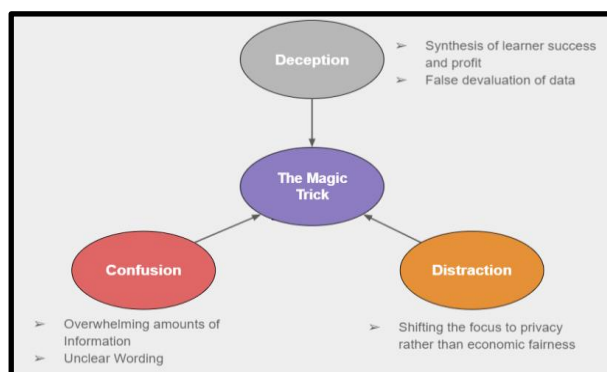 Deception
➢ Synthesis of learner success
and profit
➢ False devaluation of data
The Magic
Trick
Confusion
➢ Overwhelming amounts of
Information
➢ Unclear Wording
Distraction
➢ Shifting the focus to privacy
rather than economic fairness